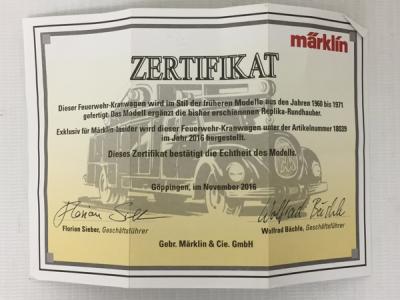 märklin
ZERTIFIKAT
Dieser Feuerwehr-Kranwagen wird im Stil der früheren Modelle aus den Jahren 1960 bis 1971
gefertigt. Das Modell ergänzt die bisher erschienenen Replika-Rundhauber.
Exklusiv für Märklin-Insider wird dieser Feuerwehr-Kranwagen unter der Artikelnummer 18039
im Jahr 2016 hergestellt.
Dieses Zertifikat bestätigt die Echtheit des Modells.
Göppingen, im November 2016
Florian Sieber, Geschäftsführer
Wolfrad Bächle, Geschäftsführer
Gebr. Märklin & Cie. GmbH